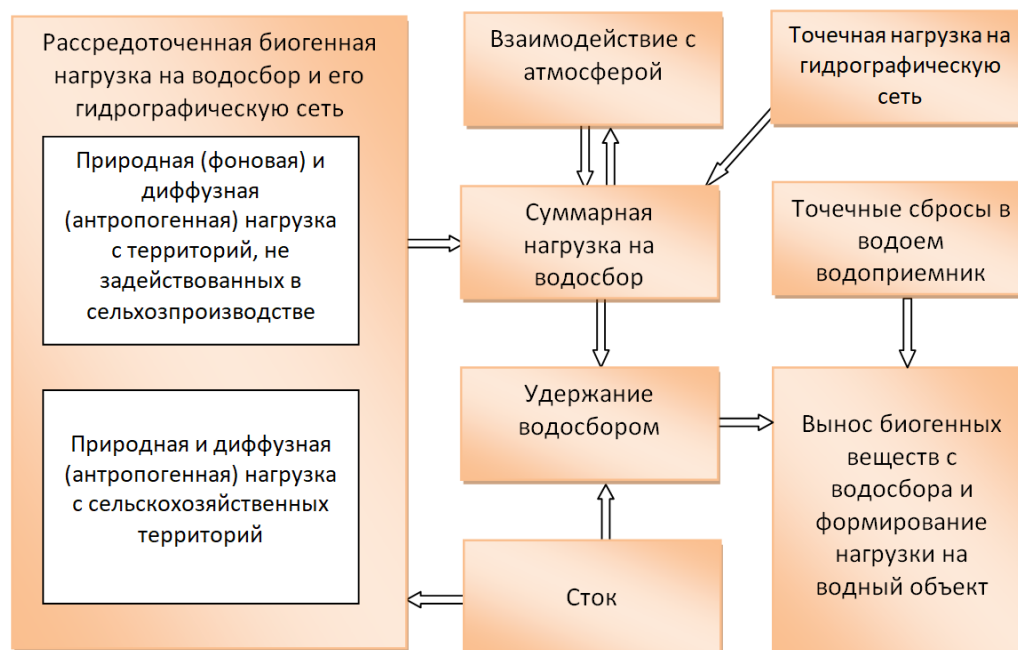 Рассредоточенная биогенная
нагрузка на водосбор и его
гидрографическую сеть
Природная (фоновая) и
диффузная
(антропогенная) нагрузка
с территорий, не
задействованных в
сельхозпроизводстве
Природная и диффузная
(антропогенная) нагрузка
с сельскохозяйственных
территорий
Взаимодействие с
атмосферой
Точечная нагрузка на
гидрографическую
сеть
Суммарная
нагрузка на
водосбор
Точечные сбросы в
водоем
водоприемник
Удержание
водосбором
Вынос биогенных
веществ с
водосбора и
формирование
нагрузки на
водный объект
Сток